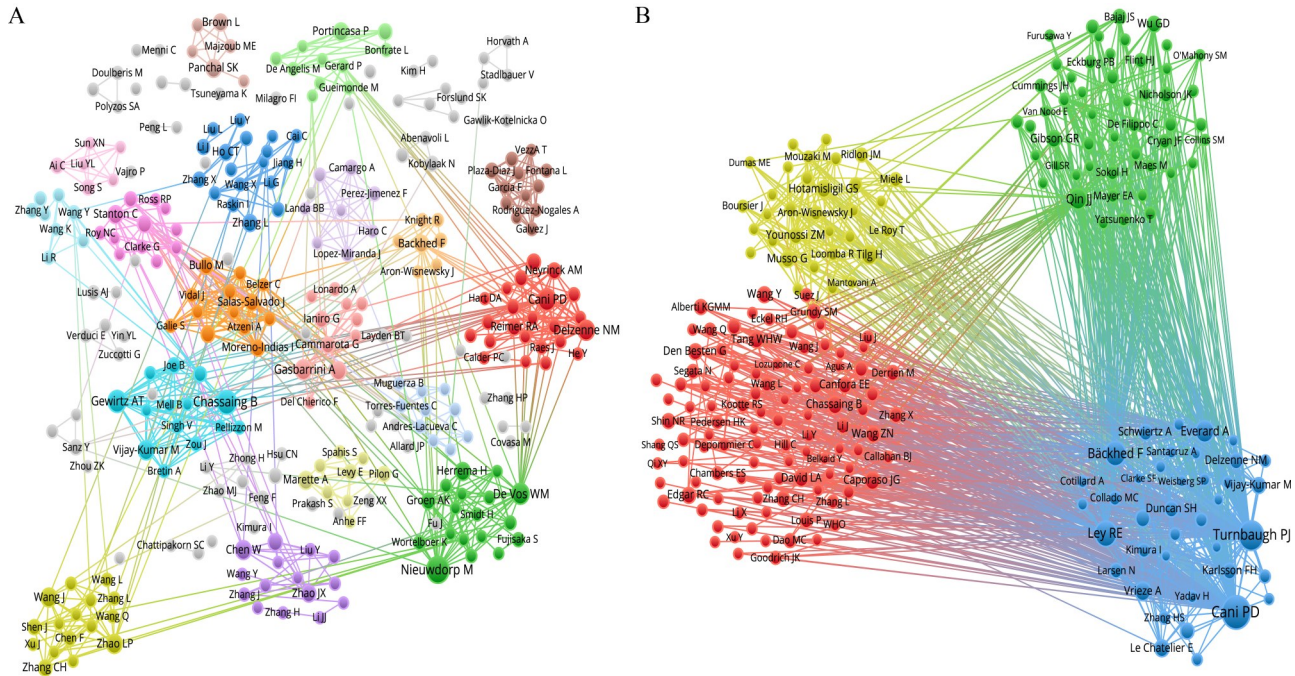 A
Brown L
Majzoub ME
Panchal SK
Menni C
Doulberis M
Polyzos SA
Tsuneyama K
Peng L
Milagro FI
Portincasa P
Bonfrate L
De Angelis M
Gerard P
Gueimonde M
Kim H
Horvath A
Stadlbauer V
Forslund SK
Gawlik-Kotelnicka O
Abenavoli L
Kobylaak N
Sun XN
Ai C
Liu YL
Vajro P
Song S
Liu Y
Liu L
Li J
Ho CT
Cai C
Jiang H
Zhang X
Wang X
Li G
Raskin I
Landa BB
Zhang L
Camargo A
Perez-Jimenez F
Haro C
Lopez-Miranda J
VezzA T
Plaza-Diaz J
Fontana L
Garcia F
Rodriguez-Nogales A
Galvez J
Zhang Y
Wang Y
Wang K
Li R
Ross RP
Stanton C
Roy NC
Clarke G
Knight R
Backhed F
Aron-Wisnewsky J
Bullo M
Belzer C
Vidal J
Salas-Salvado J
Galie S
Atzeni A
Moreno-Indias I
Lusis AJ
Verduci E
Yin YL
Zuccotti G
Lonardo A
Ianiro G
Cammarota G
Layden BT
Gasbarrini A
Del Chierico F
Neyrinck AM
Hart DA
Cani PD
Reimer RA
Delzenne NM
Raes J
Calder PC
He Y
Joe B
Gewirtz AT
Mell B
Chassaing B
Singh V
Pellizzon M
Vijay-Kumar M
Zou J
Bretin A
Sanz Y
Zhou ZK
Muguerza B
Torres-Fuentes C
Andres-Lacueva C
Allard JP
Zhang HP
Covasa M
Zhong H
Hsu CN
Li Y
Zhao MJ
Feng F
Spahis S
Levy E
Pilon G
Marette A
Prakash S
Zeng XX
Anhe FF
Herrema H
De Vos WM
Groen AK
Fu J
Smidt H
Wortelboer K
Fujisaka S
Nieuwdorp M
Chattipakorn SC
Kimura I
Chen W
Liu Y
Wang Y
Zhang J
Zhao JX
Zhang H
Li JJ
Wang L
Wang J
Zhang L
Wang Q
Shen J
Chen F
Xu J
Zhao LP
Zhang CH
B
Bajaj JS
Wu GD
Furusawa Y
Eckburg PB
Flint HJ
O'Mahony SM
Cummings JH
Nicholson JK
Van Nood E
De Filippo C
Gibson GR
Cryan JF
Collins SM
Gill SR
Sokol H
Maes M
Qin JJ
Mayer EA
Yatsunenko T
Dumas ME
Mouzaki M
Ridlon JM
Hotamisligil GS
Miele L
Boursier J
Aron-Wisnewsky J
Younossi ZM
Le Roy T
Musso G
Loomba R
Tilg H
Mantovani A
Alberti KGMM
Wang Y
Suez J
Eckel RH
Grundy SM
Wang Q
Tang WHW
Wang J
Liu J
Den Besten G
Lozupone C
Agus A
Segata N
Derrien M
Wang L
Canfora EE
Kootte RS
Chassaing B
Shin NR
Pedersen HK
Zhang X
Li J
Li Y
Wang ZN
Shang QS
Depommier C
Hill C
Belkaid Y
Callahan BJ
Qi XY
Chambers ES
David LA
Caporaso JG
Edgar RC
Zhang CH
Zhang L
Li X
Louis P
WHO
Xu Y
Dao MC
Goodrich JK
Schwiertz A
Everard A
Bäckhed F
Santacruz A
Delzenne NM
Cotillard A
Clarke SF
Weisberg SP
Vijay-Kumar M
Collado MC
Duncan SH
Ley RE
Turnbaugh PJ
Kimura I
Larsen N
Karlsson FH
Vrieze A
Yadav H
Cani PD
Zhang HS
Le Chatelier E